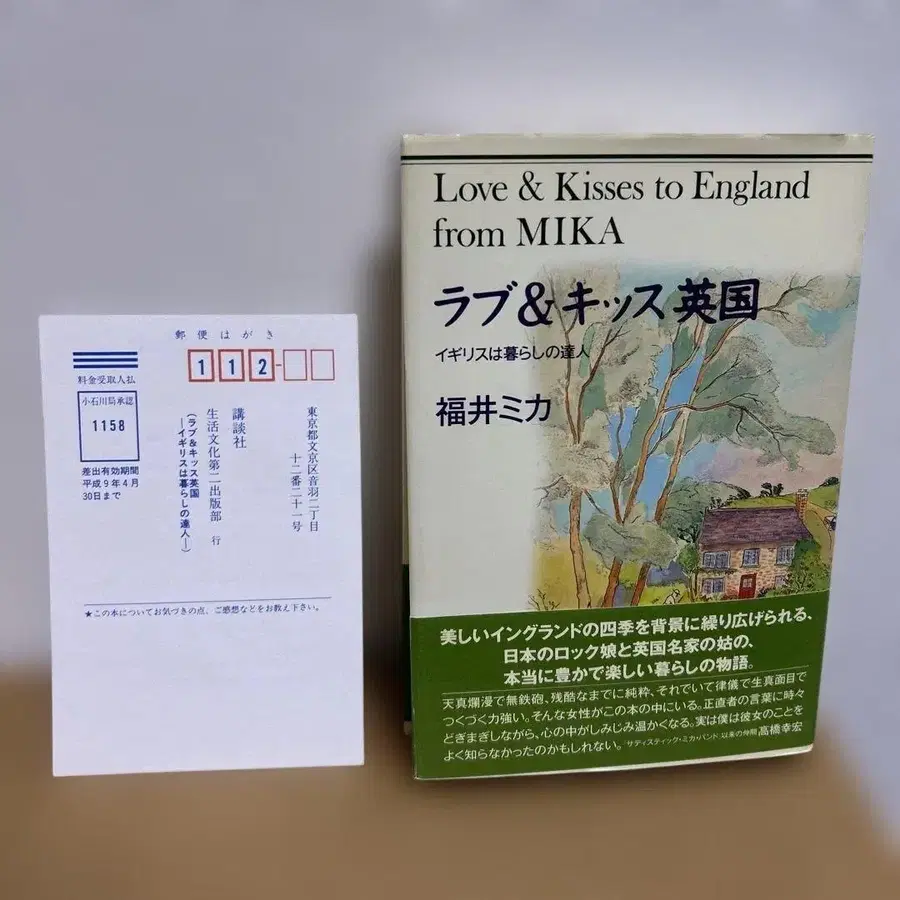 郵便はがき
料金受取人払
小石川局承認
1158
差出有効期間
平成9年4月
30日まで
112-
東京都文京区音羽二丁目
十二番二十一号
講談社
生活文化第二出版部 行
(ラブ&キッス英国
―イギリスは暮らしの達人―)
★この本についてお気づきの点、ご感想などをお教え下さい。
Love & Kisses to England
from MIKA
ラブ&キッス英国
イギリスは暮らしの達人
福井ミカ
美しいイングランドの四季を背景に繰り広げられる、
日本のロック娘と英国名家の姑の、
本当に豊かで楽しい暮らしの物語。
天真爛漫で無鉄砲、残酷なまでに純粋、それでいて律儀で生真面目で
つくづく力強い。そんな女性がこの本の中にいる。正直者の言葉に時々
どぎまぎしながら、心の中がしみじみ温かくなる。実は僕は彼女のことを
よく知らなかったのかもしれない。「サディスティック・ミカ・バンド」以来の仲間 高橋幸宏